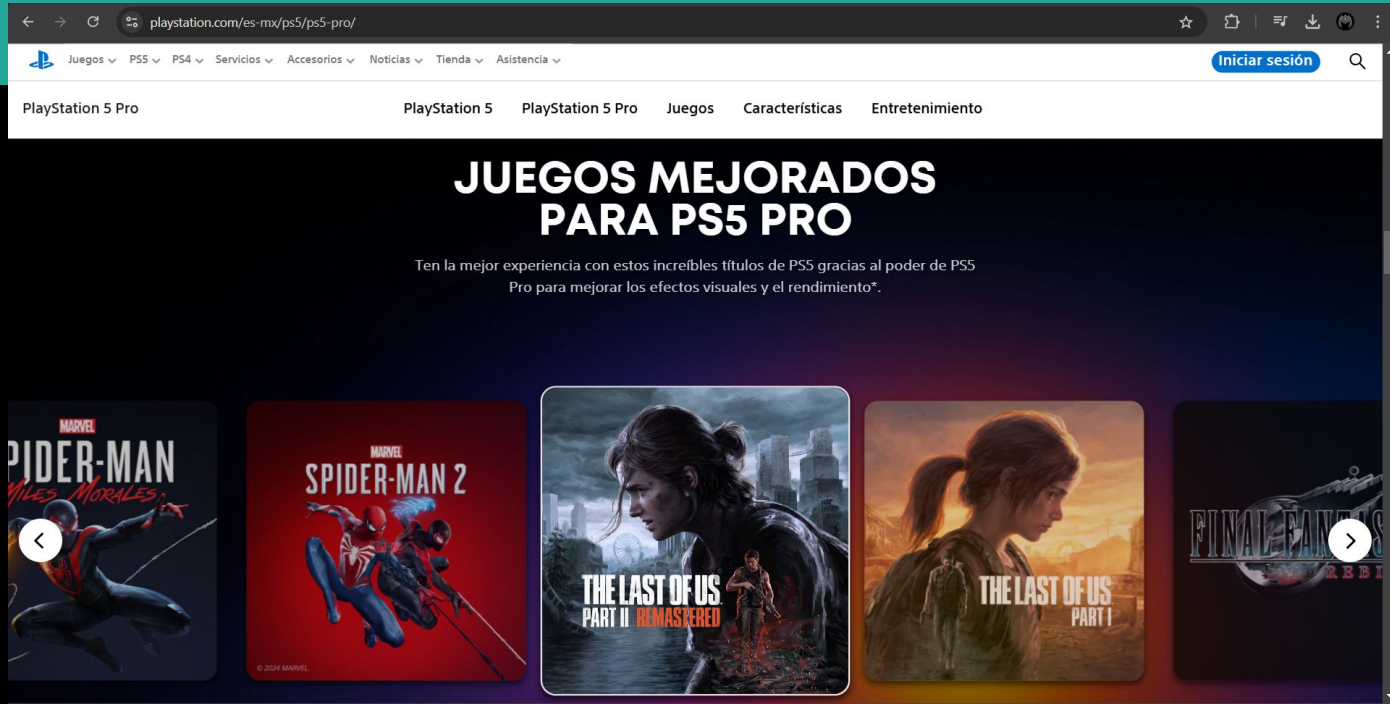 playstation.com/es-mx/ps5/ps5-pro/
Juegos PS5 PS4 Servicios Accesorios Noticias Tienda Asistencia Iniciar sesión
PlayStation 5 Pro PlayStation 5 PlayStation 5 Pro Juegos Características Entretenimiento
JUEGOS MEJORADOS
PARA PS5 PRO
Ten la mejor experiencia con estos increíbles títulos de PS5 gracias al poder de PS5
Pro para mejorar los efectos visuales y el rendimiento*.
MARVEL
PIDER-MAN
MILES MORALES
MARVEL
SPIDER-MAN 2
© 2024 MARVEL
THE LAST OF US
PART II REMASTERED
THE LAST OF US
PART I
FINAL FANTAS
REBI